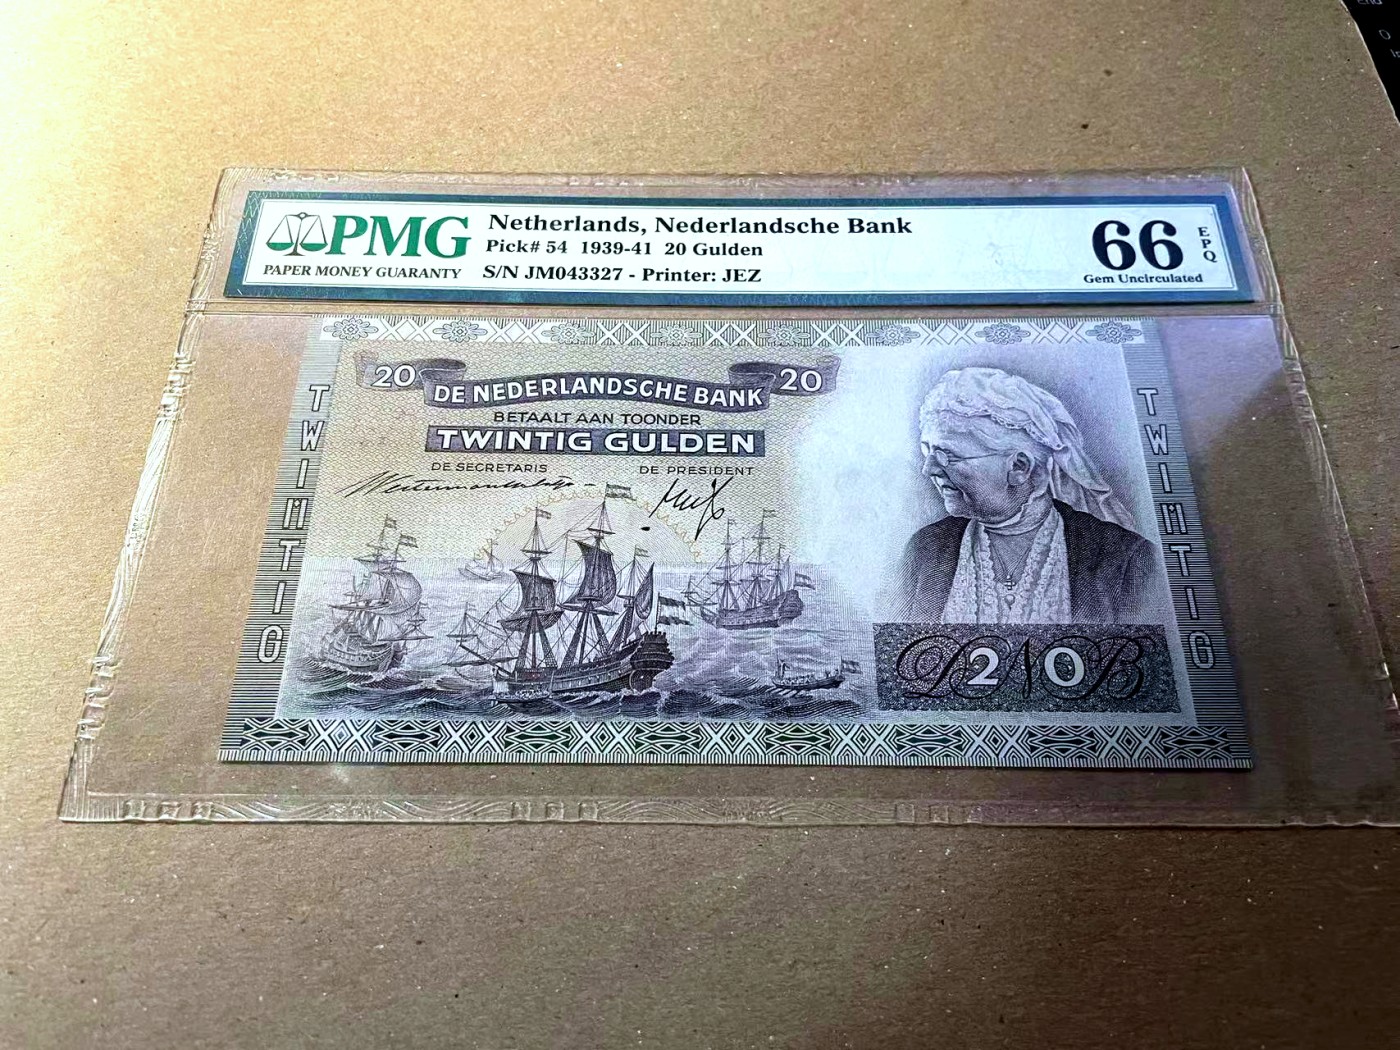 PMG
PAPER MONEY GUARANTY
Netherlands, Nederlandsche Bank
Pick# 54 1939-41 20 Gulden
S/N JM043327 - Printer: JEZ
66
EPQ
Gem Uncirculated
20 DE NEDERLANDSCHE BANK 20
BETAALT AAN TOONDER
TWINTIG GULDEN
DE SECRETARIS DE PRESIDENT
TWINTIG
TWINTIG
DNB
20